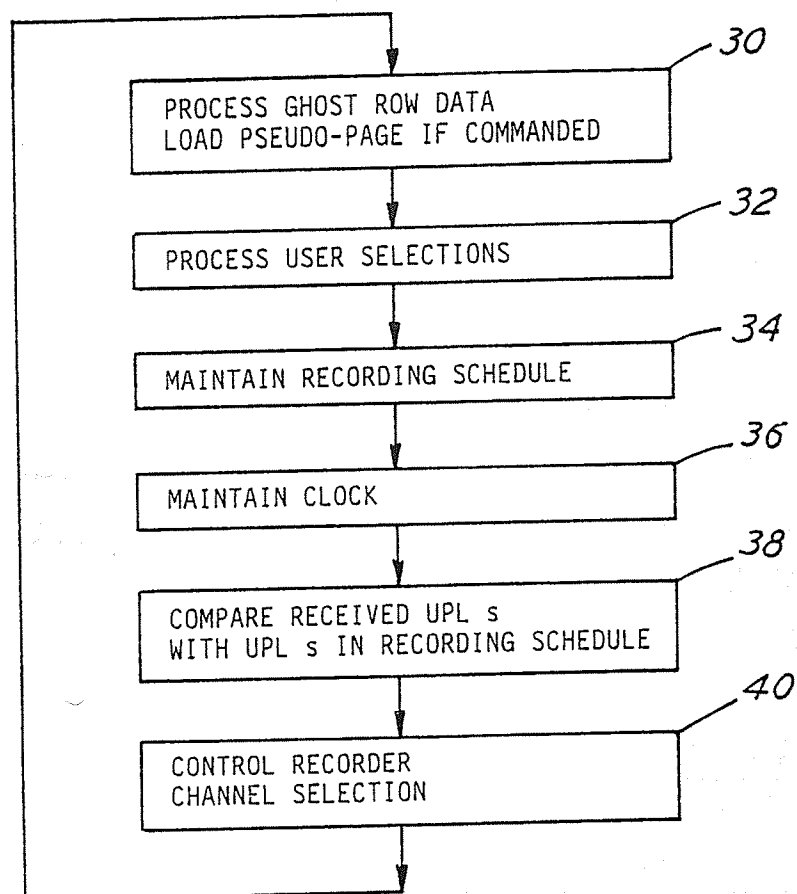 30
PROCESS GHOST ROW DATA
LOAD PSEUDO-PAGE IF COMMANDED
32
PROCESS USER SELECTIONS
34
MAINTAIN RECORDING SCHEDULE
36
MAINTAIN CLOCK
38
COMPARE RECEIVED UPL s
WITH UPL s IN RECORDING SCHEDULE
40
CONTROL RECORDER
CHANNEL SELECTION